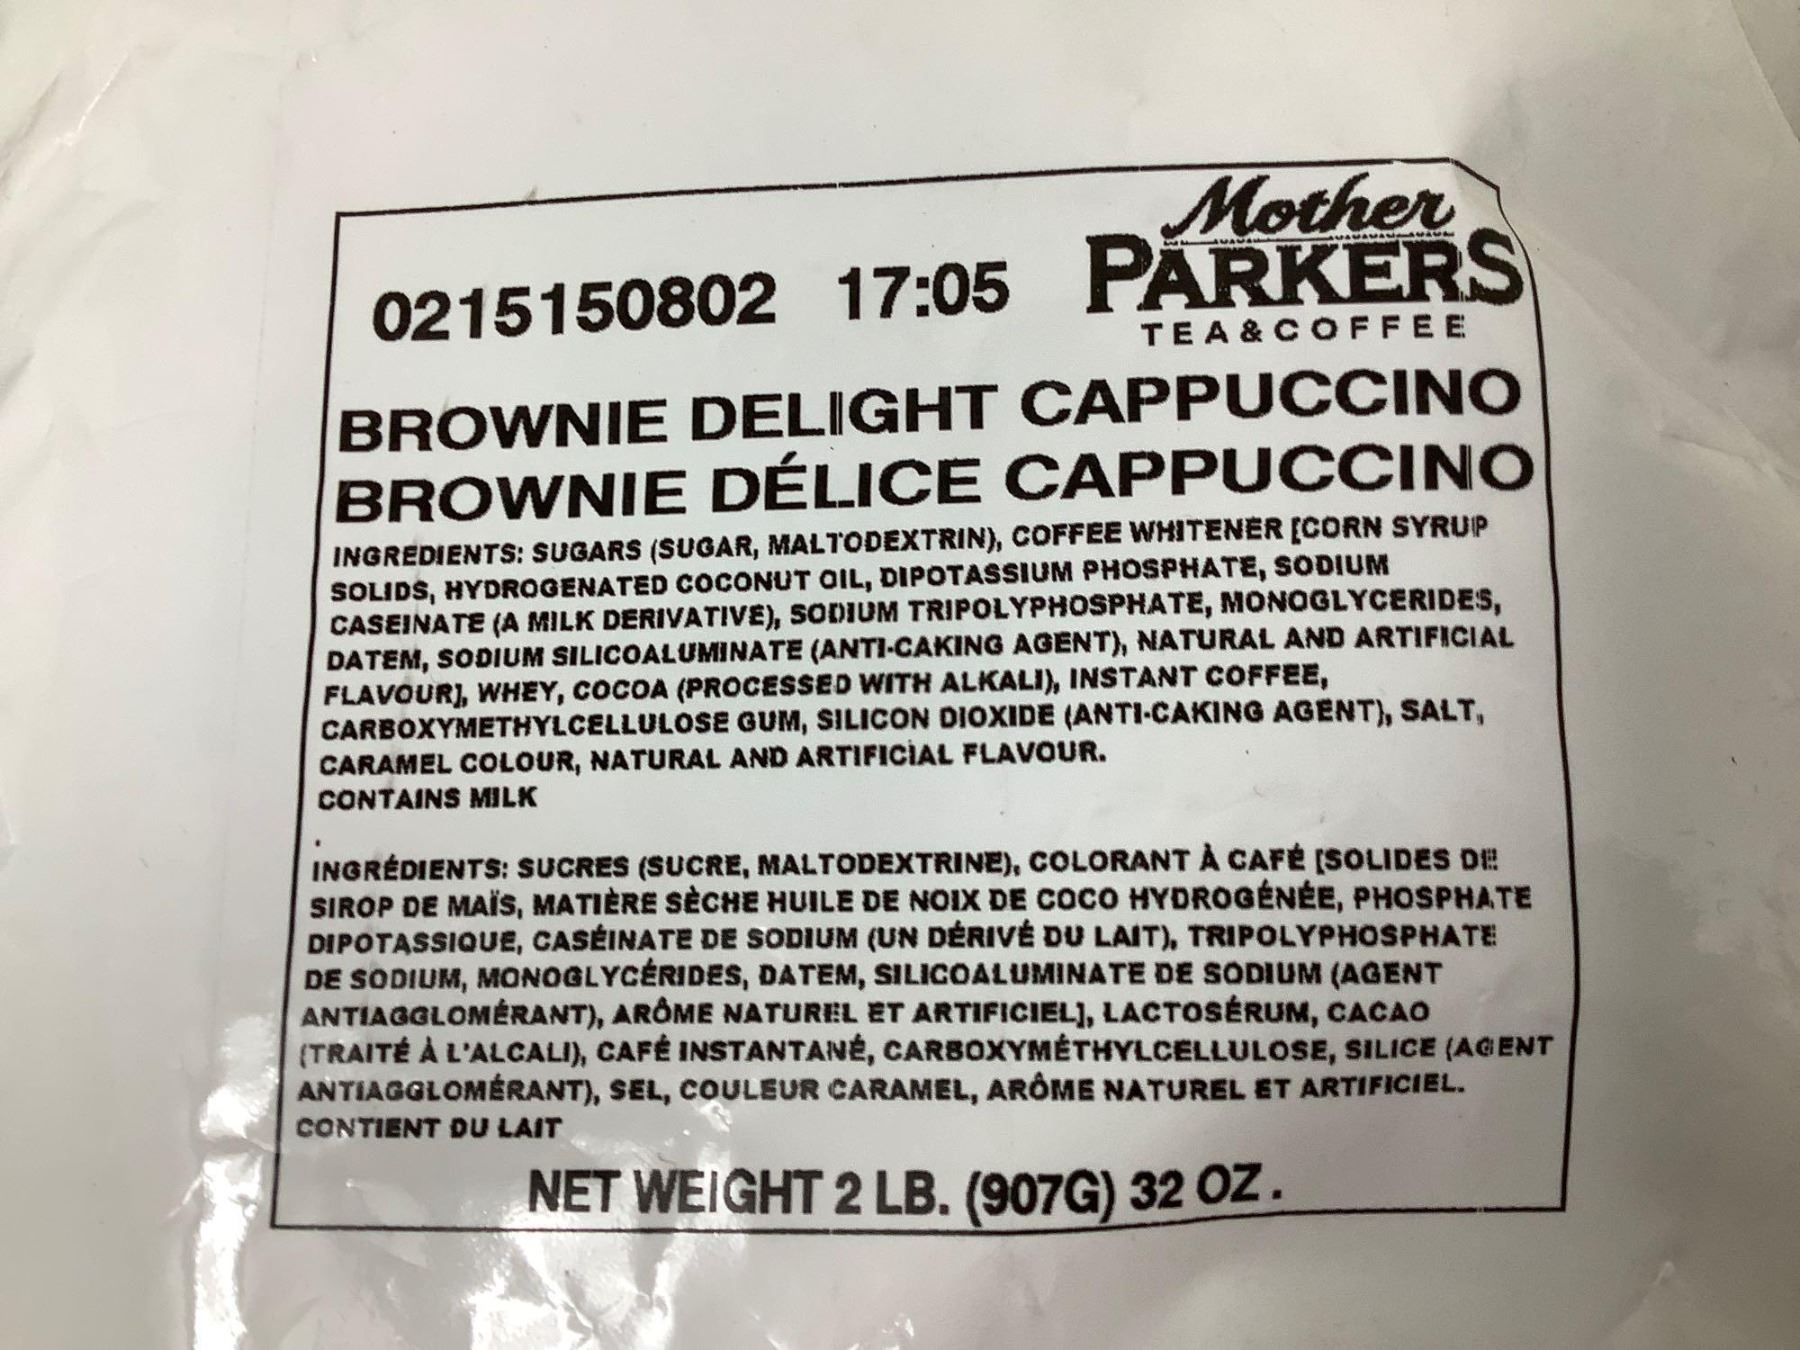 Mother
PARKERS
TEA & COFFEE
0215150802 17:05
BROWNIE DELIGHT CAPPUCCINO
BROWNIE DÉLICE CAPPUCCINO
INGREDIENTS: SUGARS (SUGAR, MALTODEXTRIN), COFFEE WHITENER [CORN SYRUP
SOLIDS, HYDROGENATED COCONUT OIL, DIPOTASSIUM PHOSPHATE, SODIUM
CASEINATE (A MILK DERIVATIVE), SODIUM TRIPOLYPHOSPHATE, MONOGLYCERIDES,
DATEM, SODIUM SILICOALUMINATE (ANTI-CAKING AGENT), NATURAL AND ARTIFICIAL
FLAVOUR], WHEY, COCOA (PROCESSED WITH ALKALI), INSTANT COFFEE,
CARBOXYMETHYLCELLULOSE GUM, SILICON DIOXIDE (ANTI-CAKING AGENT), SALT,
CARAMEL COLOUR, NATURAL AND ARTIFICIAL FLAVOUR.
CONTAINS MILK
INGRÉDIENTS: SUCRES (SUCRE, MALTODEXTRINE), COLORANT À CAFÉ [SOLIDES DE
SIROP DE MAÏS, MATIÈRE SÈCHE HUILE DE NOIX DE COCO HYDROGÉNÉE, PHOSPHATE
DIPOTASSIQUE, CASÉINATE DE SODIUM (UN DÉRIVÉ DU LAIT), TRIPOLYPHOSPHATE
DE SODIUM, MONOGLYCÉRIDES, DATEM, SILICOALUMINATE DE SODIUM (AGENT
ANTIAGGLOMÉRANT), ARÔME NATUREL ET ARTIFICIEL], LACTOSÉRUM, CACAO
(TRAITÉ À L'ALCALI), CAFÉ INSTANTANÉ, CARBOXYMÉTHYLCELLULOSE, SILICE (AGENT
ANTIAGGLOMÉRANT), SEL, COULEUR CARAMEL, ARÔME NATUREL ET ARTIFICIEL.
CONTIENT DU LAIT
NET WEIGHT 2 LB. (907G) 32 OZ.